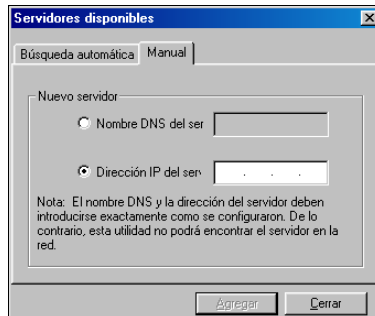 Servidores disponibles
Búsqueda automática Manual
Nuevo servidor
Nombre DNS del ser
Dirección IP del serv
Nota: El nombre DNS y la dirección del servidor deben
introducirse exactamente como se configuraron. De lo
contrario, esta utilidad no podrá encontrar el servidor en la
red.
Agregar Cerrar